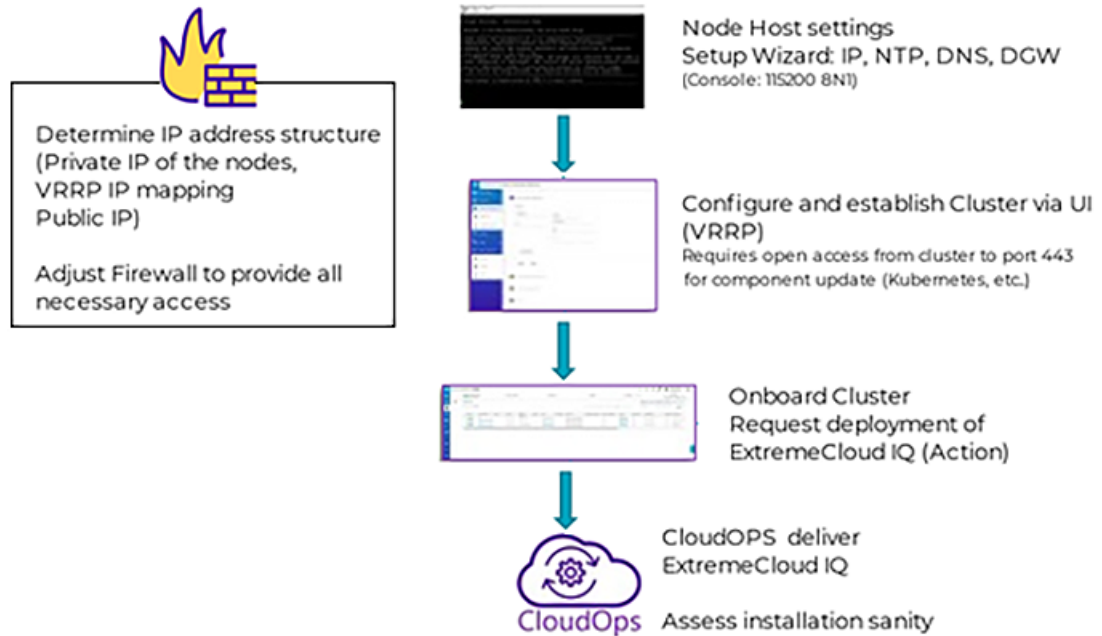 Determine IP address structure
(Private IP of the nodes,
VRRP IP mapping
Public IP)
Adjust Firewall to provide all
necessary access
Node Host settings
Setup Wizard: IP, NTP, DNS, DGW
(Console: 115200 8N1)
Configure and establish Cluster via UI
(VRRP)
Requires open access from cluster to port 443
for component update (Kubernetes, etc.)
Onboard Cluster
Request deployment of
ExtremeCloud IQ (Action)
CloudOPS deliver
ExtremeCloud IQ
CloudOps
Assess installation sanity